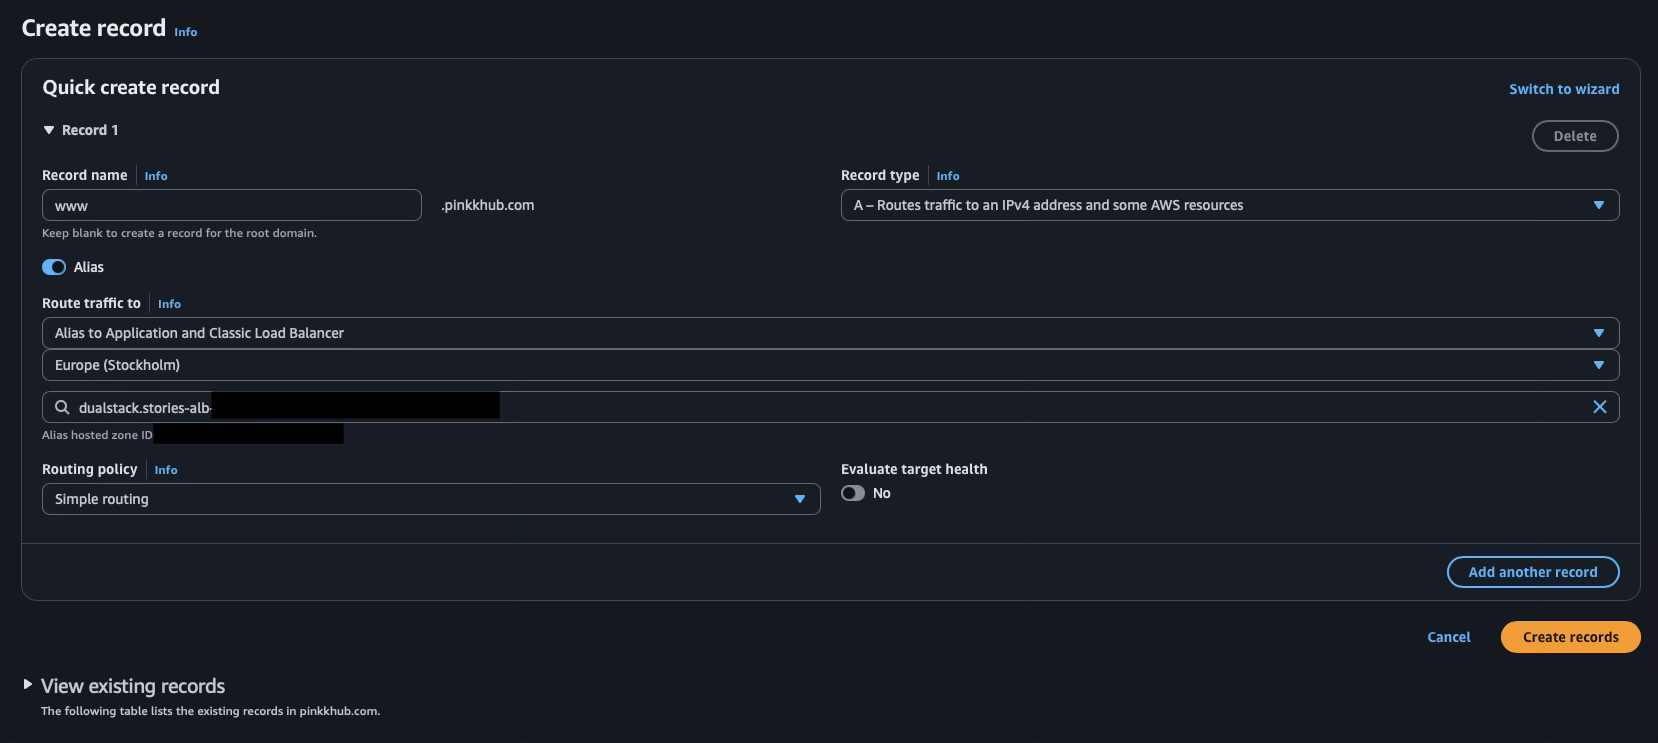 Create record Info
Quick create record
Switch to wizard
Record 1
Delete
Record name Info
Record type Info
www
.pinkkhub.com
A – Routes traffic to an IPv4 address and some AWS resources
Keep blank to create a record for the root domain.
Alias
Route traffic to Info
Alias to Application and Classic Load Balancer
Europe (Stockholm)
dualstack.stories-alb-
Alias hosted zone ID
Routing policy Info
Evaluate target health
Simple routing
No
Add another record
Cancel
Create records
View existing records
The following table lists the existing records in pinkkhub.com.